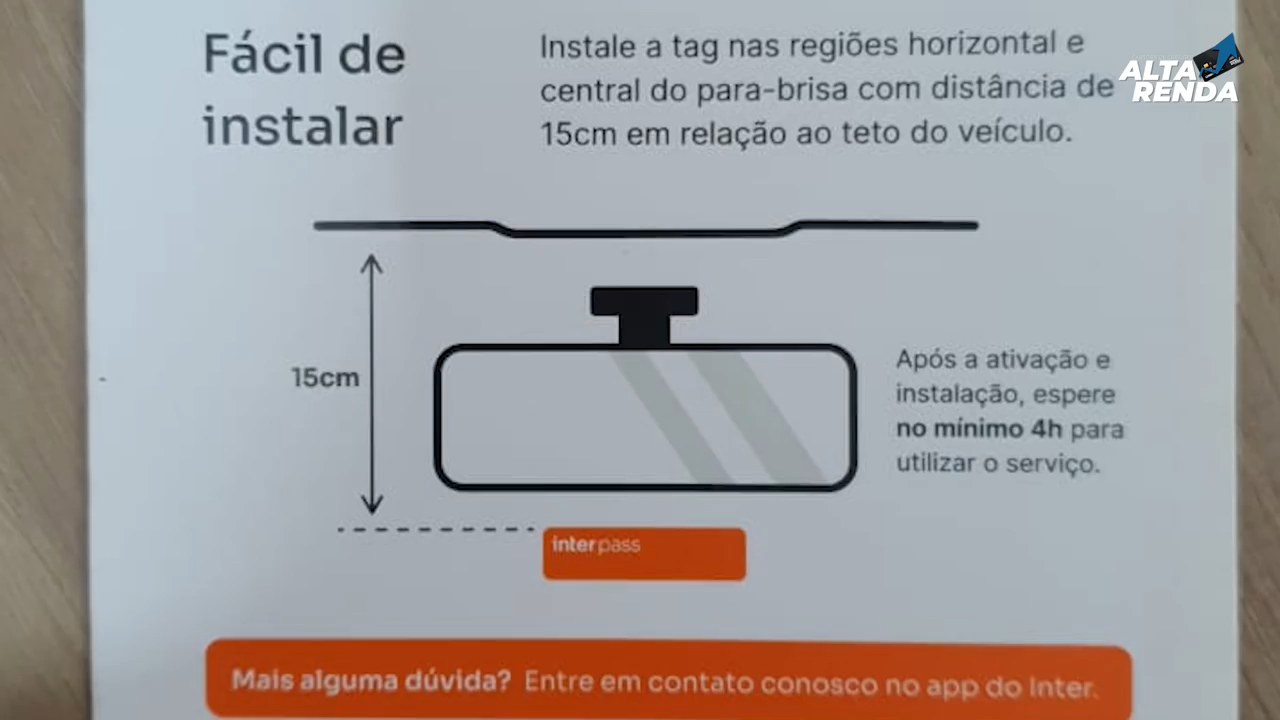 Fácil de
instalar
Instale a tag nas regiões horizontal e
central do para-brisa com distância de
15cm em relação ao teto do veículo.
ALTA
RENDA
15cm
Após a ativação e
instalação, espere
no mínimo 4h para
utilizar o serviço.
interpass
Mais alguma dúvida? Entre em contato conosco no app do Inter.